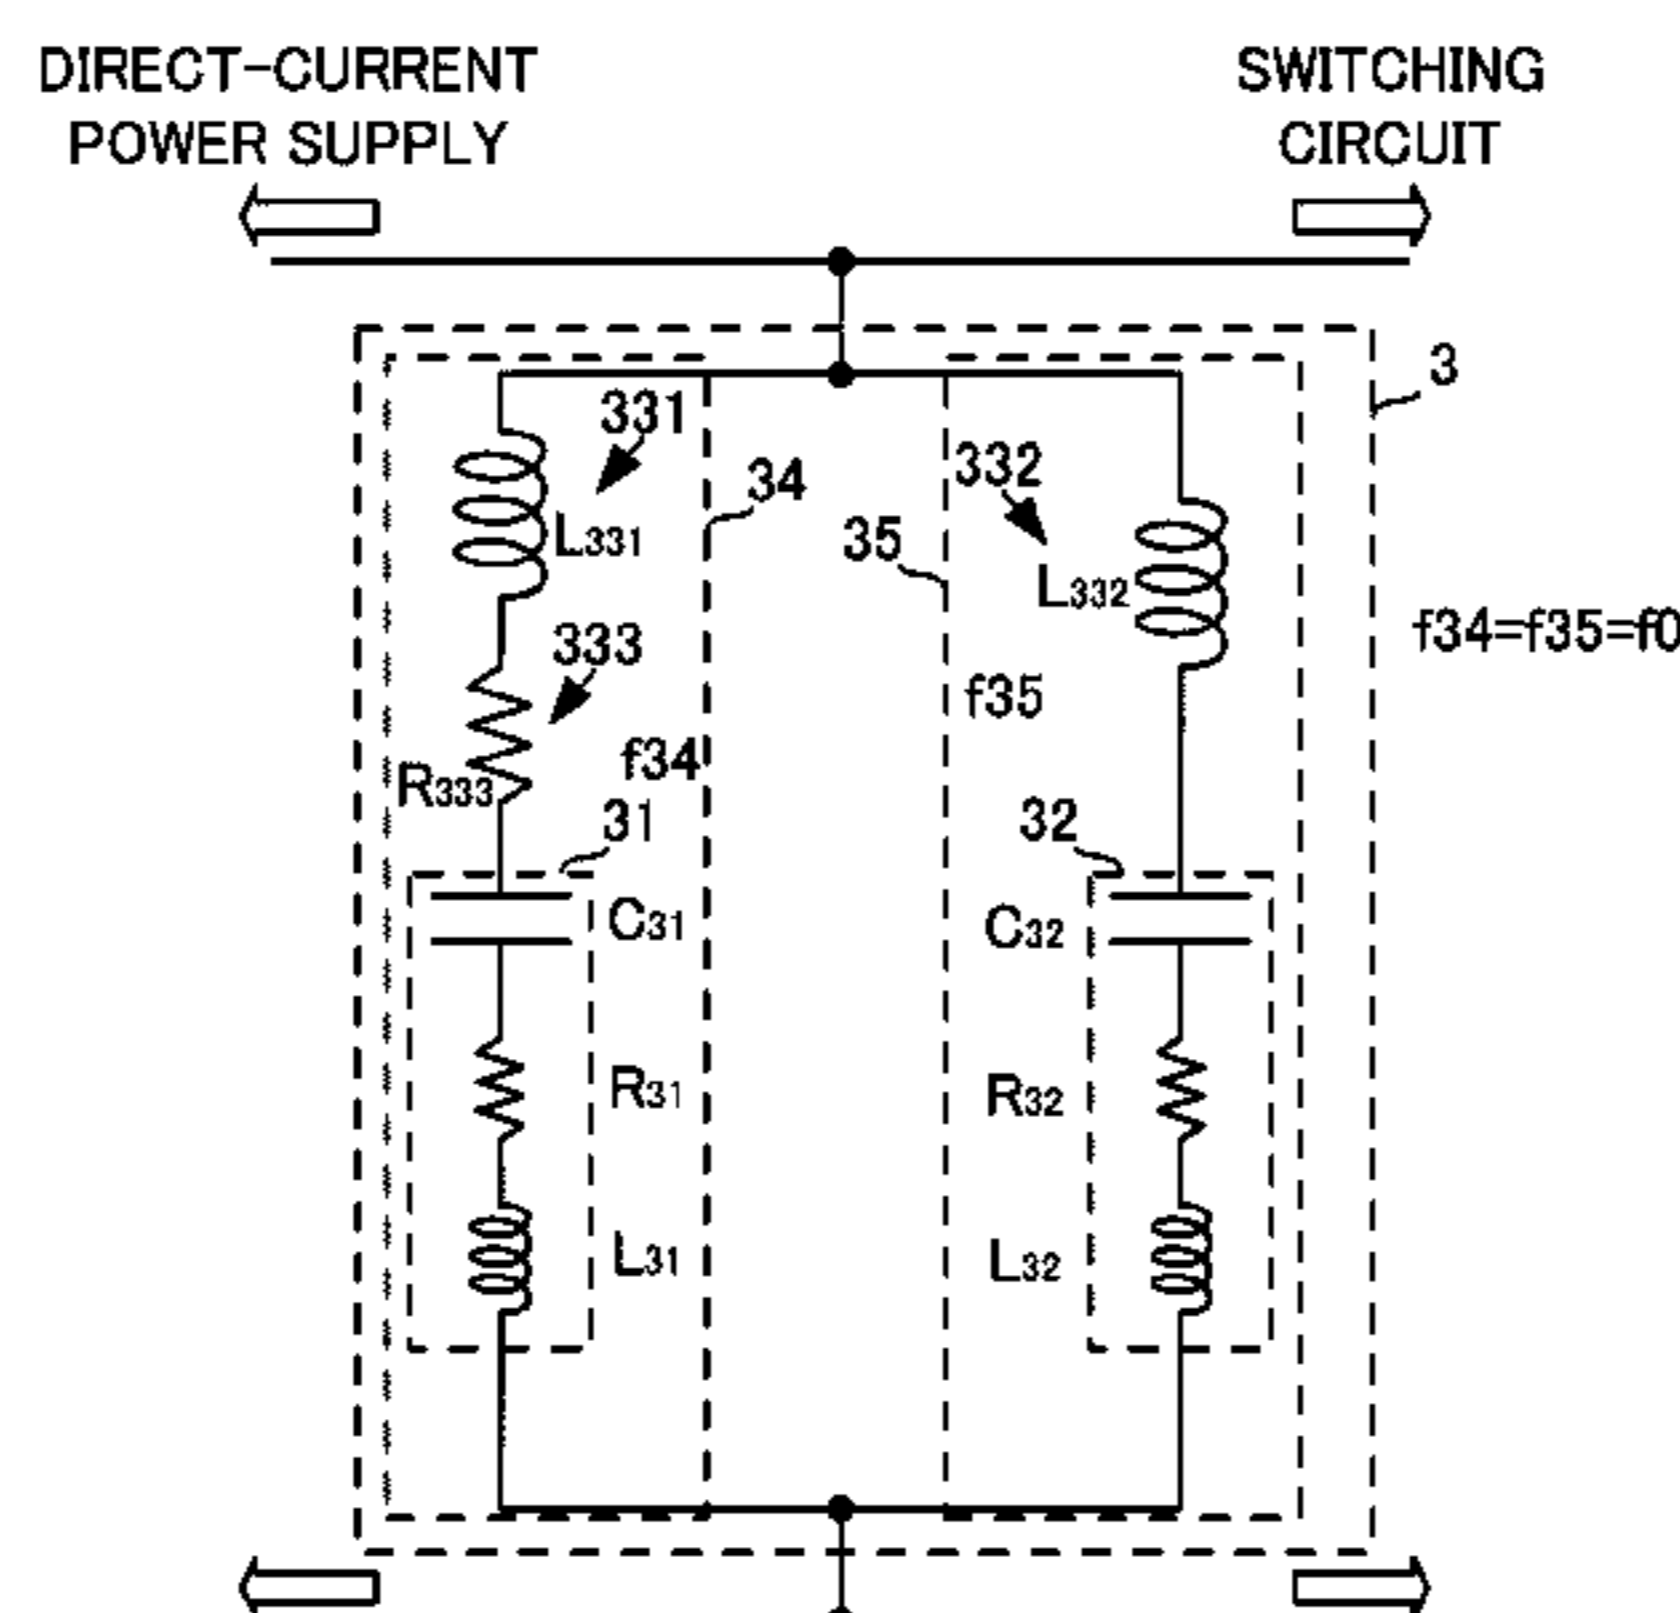 DIRECT-CURRENT
POWER SUPPLY
SWITCHING
CIRCUIT
3
331
34
332
35
L331
L332
f34=f35=f0
333
f35
f34
R333
31
32
C31
C32
R31
R32
L31
L32